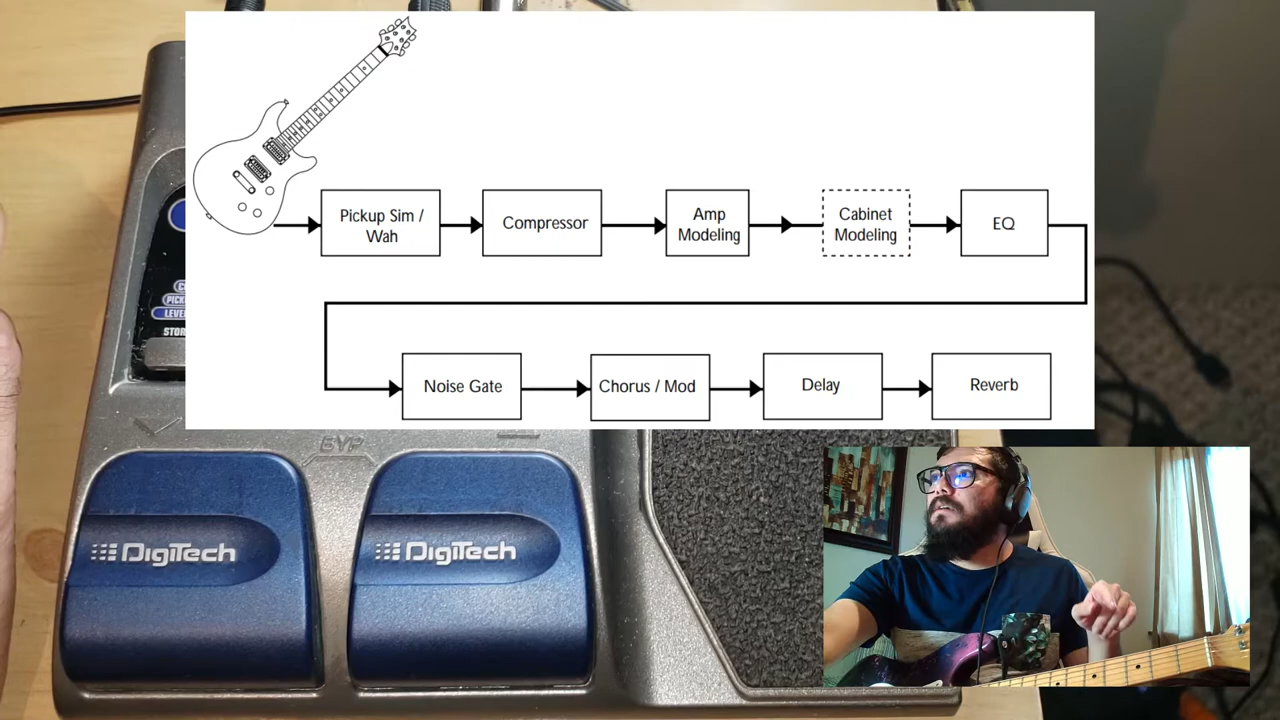 Pickup Sim /
Wah
Compressor
Amp
Modeling
Cabinet
Modeling
EQ
Noise Gate
Chorus / Mod
Delay
Reverb
BYP
DigiTech
DigiTech